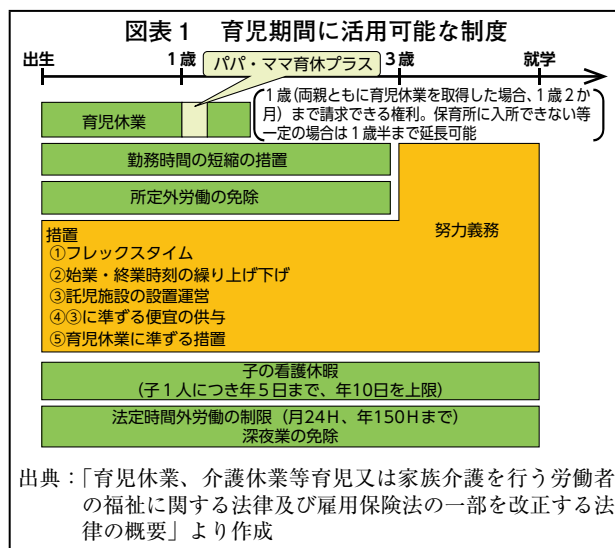 図表1 育児期間に活用可能な制度
出生
1歳
3歳
就学
パパ・ママ育休プラス
育児休業
1歳(両親ともに育児休業を取得した場合、1歳2か
月)まで請求できる権利。保育所に入所できない等
一定の場合は1歳半まで延長可能
勤務時間の短縮の措置
所定外労働の免除
努力義務
措置
①フレックスタイム
②始業・終業時刻の繰り上げ下げ
③託児施設の設置運営
④③に準ずる便宜の供与
⑤育児休業に準ずる措置
子の看護休暇
(子1人につき年5日まで、年10日を上限)
法定時間外労働の制限(月24H、年150Hまで)
深夜業の免除
出典:「育児休業、介護休業等育児又は家族介護を行う労働者
の福祉に関する法律及び雇用保険法の一部を改正する法
律の概要」より作成